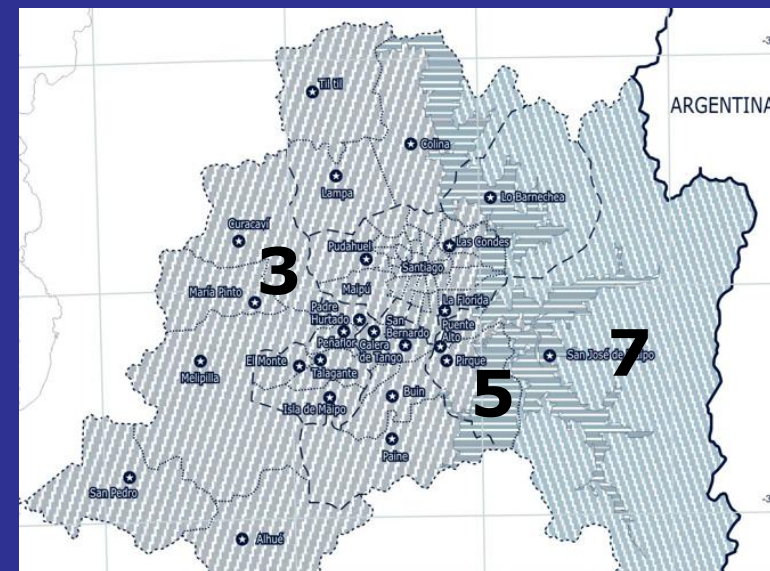 -3
ARGENTINA
Til til
Colina
Lampa
Lo Barnechea
Curacaví
Pudahuel
Las Condes
Santiago
3
Maipú
María Pinto
La Florida
Padre
Hurtado
San
Bernardo
Puente
Alto
Peñaflor
Calera
de Tango
Pirque
San José de Maipo
7
Melipilla
El Monte
Talagante
5
Isla de Maipo
Buin
Paine
San Pedro
-3
Alhué